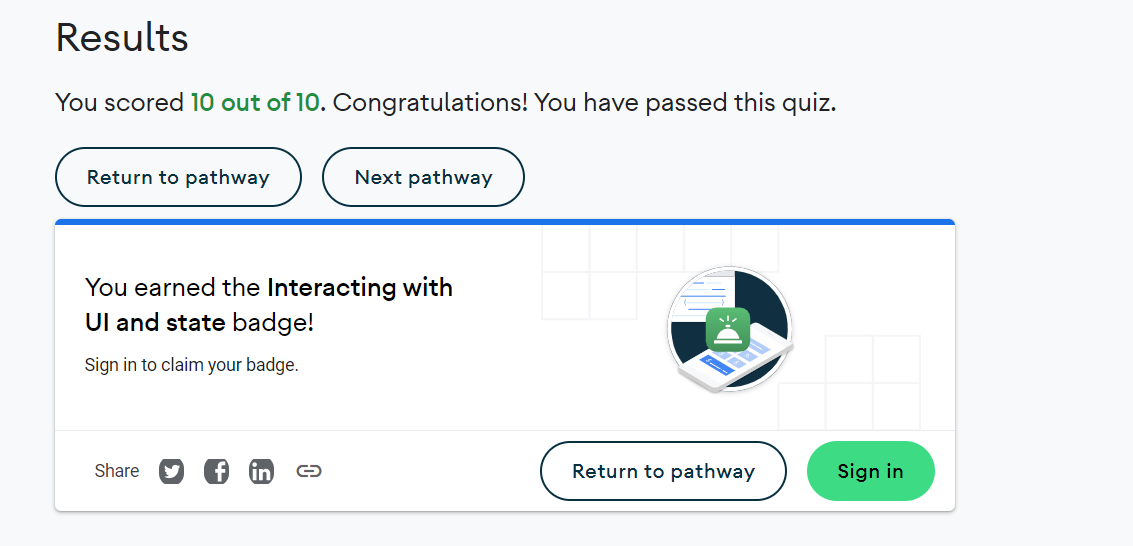 Results
You scored 10 out of 10. Congratulations! You have passed this quiz.
Return to pathway
Next pathway
You earned the Interacting with
UI and state badge!
Sign in to claim your badge.
Share
Return to pathway
Sign in